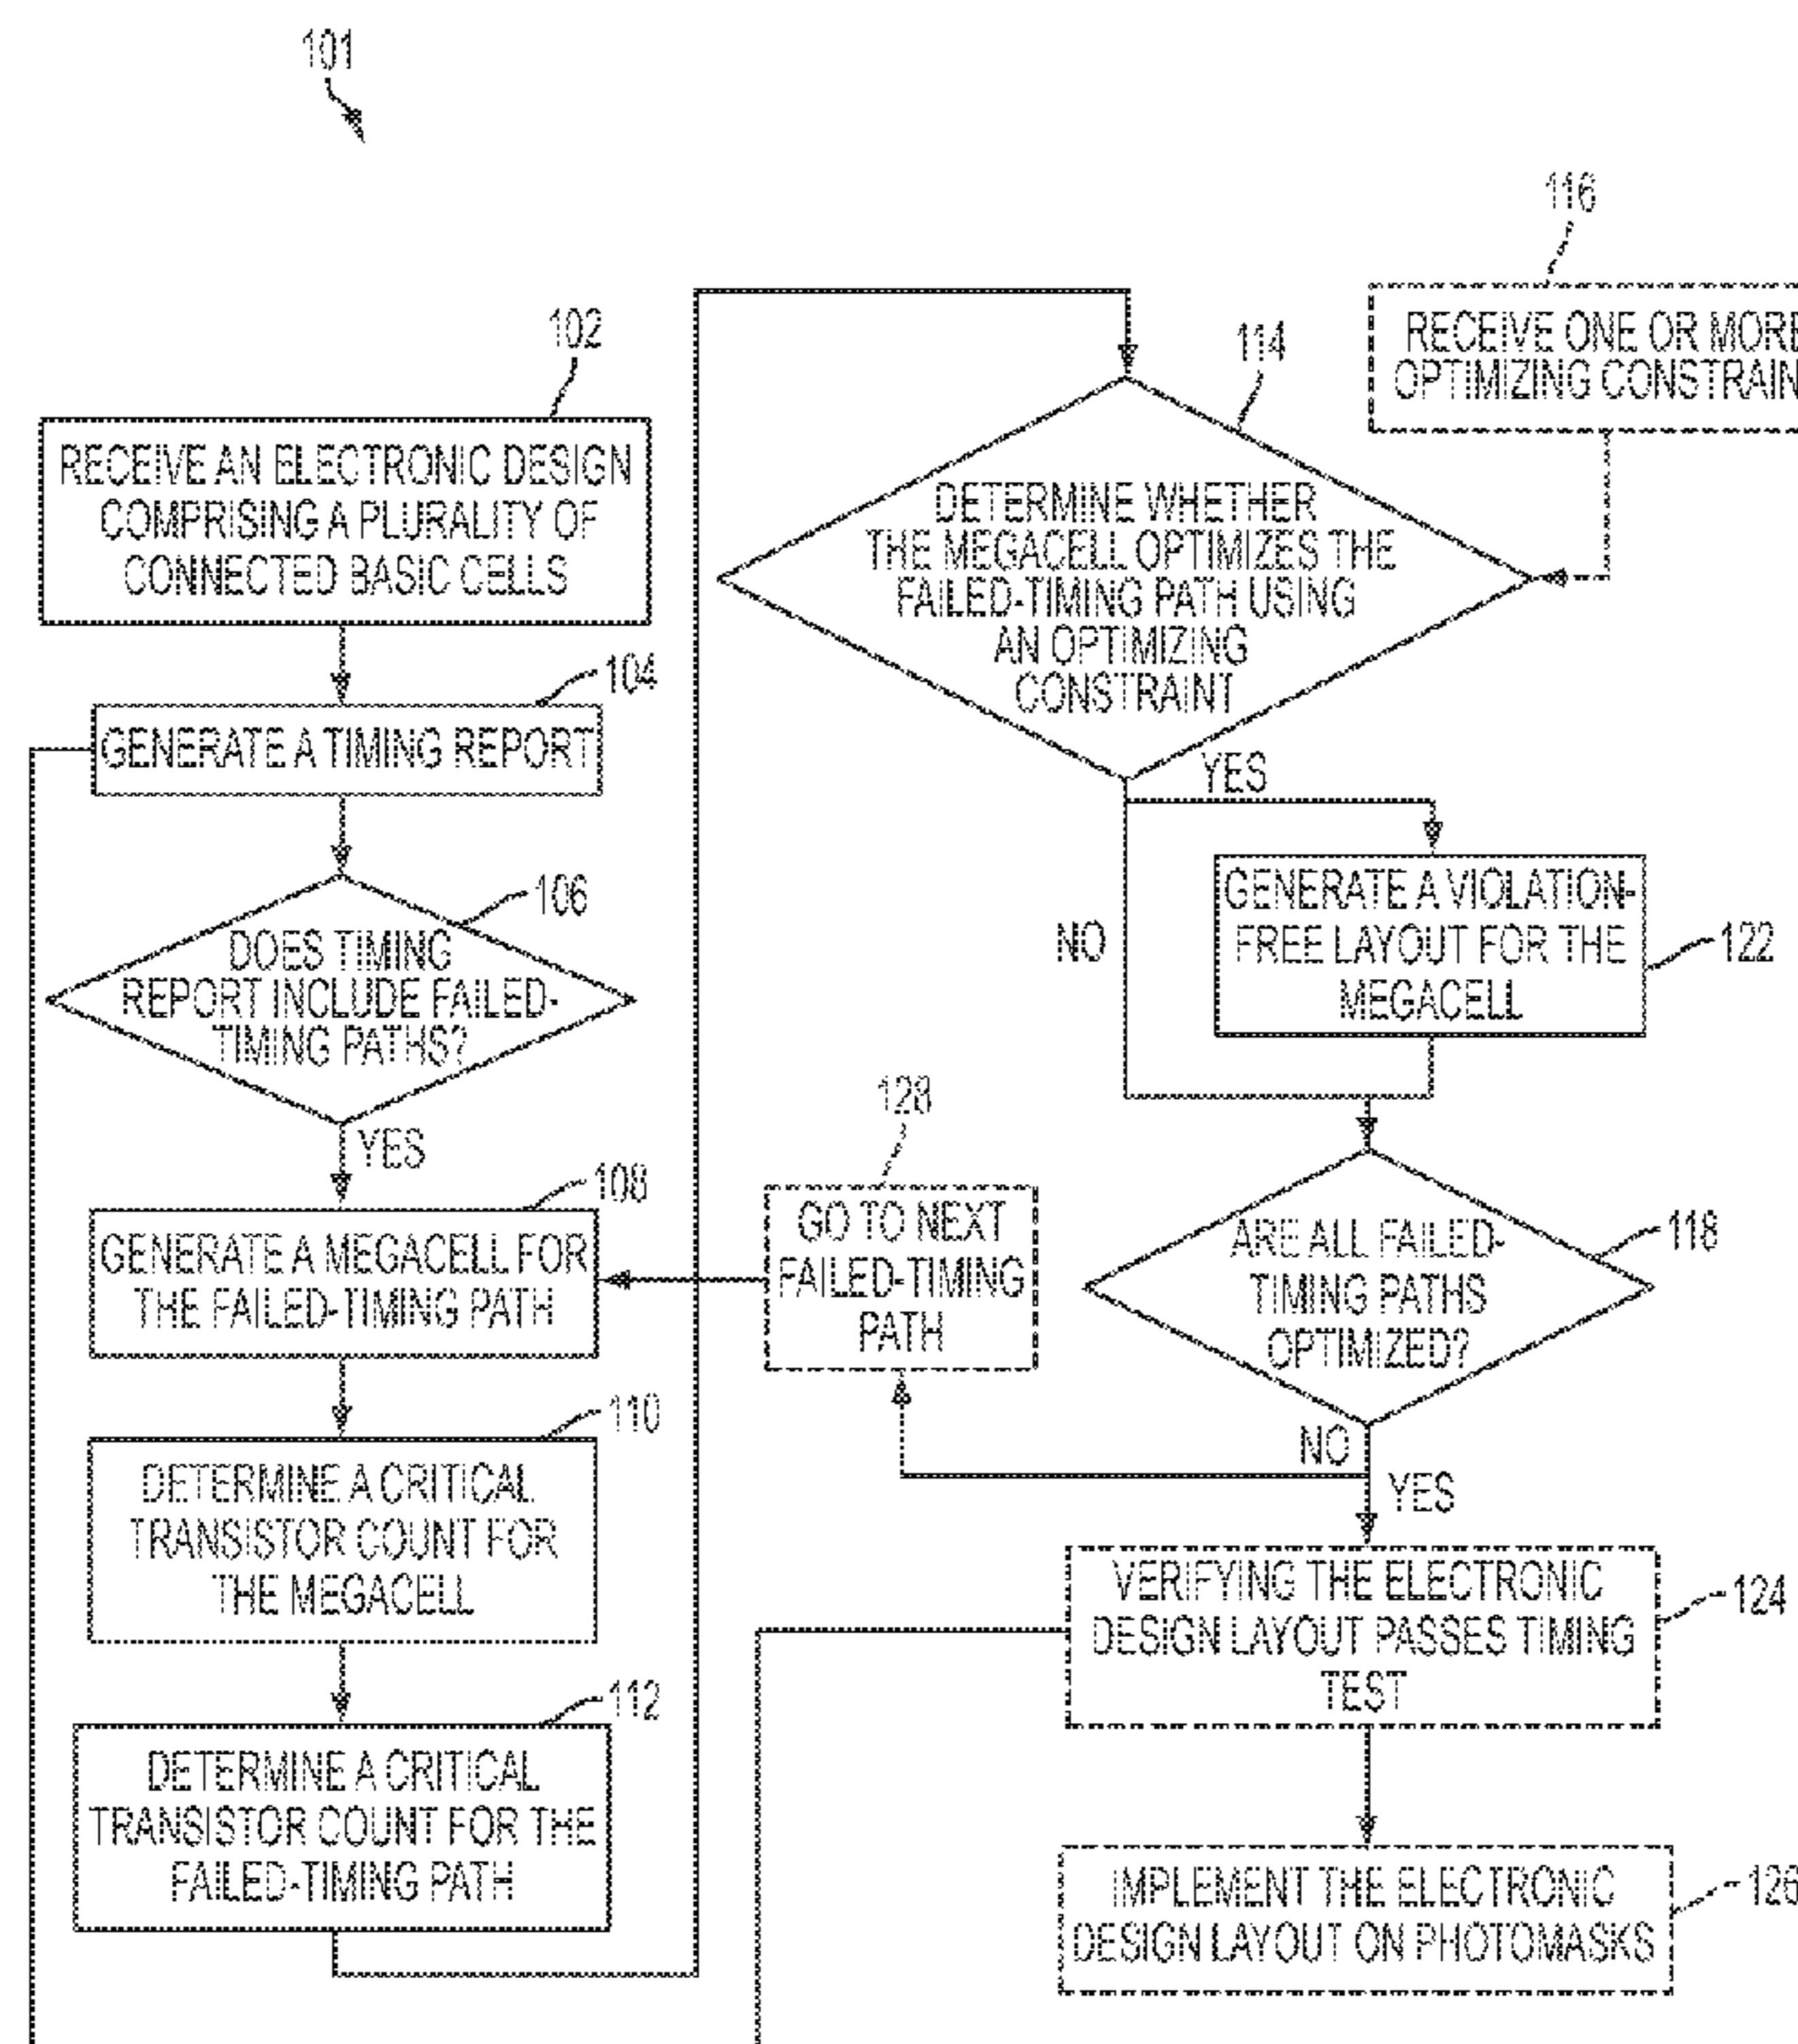 101
102
RECEIVE AN ELECTRONIC DESIGN
COMPRISING A PLURALITY OF
CONNECTED BASIC CELLS
104
GENERATE A TIMING REPORT
106
DOES TIMING
REPORT INCLUDE FAILED-
TIMING PATHS?
YES
108
GENERATE A MEGACELL FOR
THE FAILED-TIMING PATH
110
DETERMINE A CRITICAL
TRANSISTOR COUNT FOR
THE MEGACELL
112
DETERMINE A CRITICAL
TRANSISTOR COUNT FOR THE
FAILED-TIMING PATH
114
DETERMINE WHETHER
THE MEGACELL OPTIMIZES THE
FAILED-TIMING PATH USING
AN OPTIMIZING
CONSTRAINT
116
RECEIVE ONE OR MORE
OPTIMIZING CONSTRAIN
YES
NO
GENERATE A VIOLATION-
FREE LAYOUT FOR THE
MEGACELL
122
128
GO TO NEXT
FAILED-TIMING
PATH
ARE ALL FAILED-
TIMING PATHS
OPTIMIZED?
118
NO
YES
VERIFYING THE ELECTRONIC
DESIGN LAYOUT PASSES TIMING
TEST
124
IMPLEMENT THE ELECTRONIC
DESIGN LAYOUT ON PHOTOMASKS
126